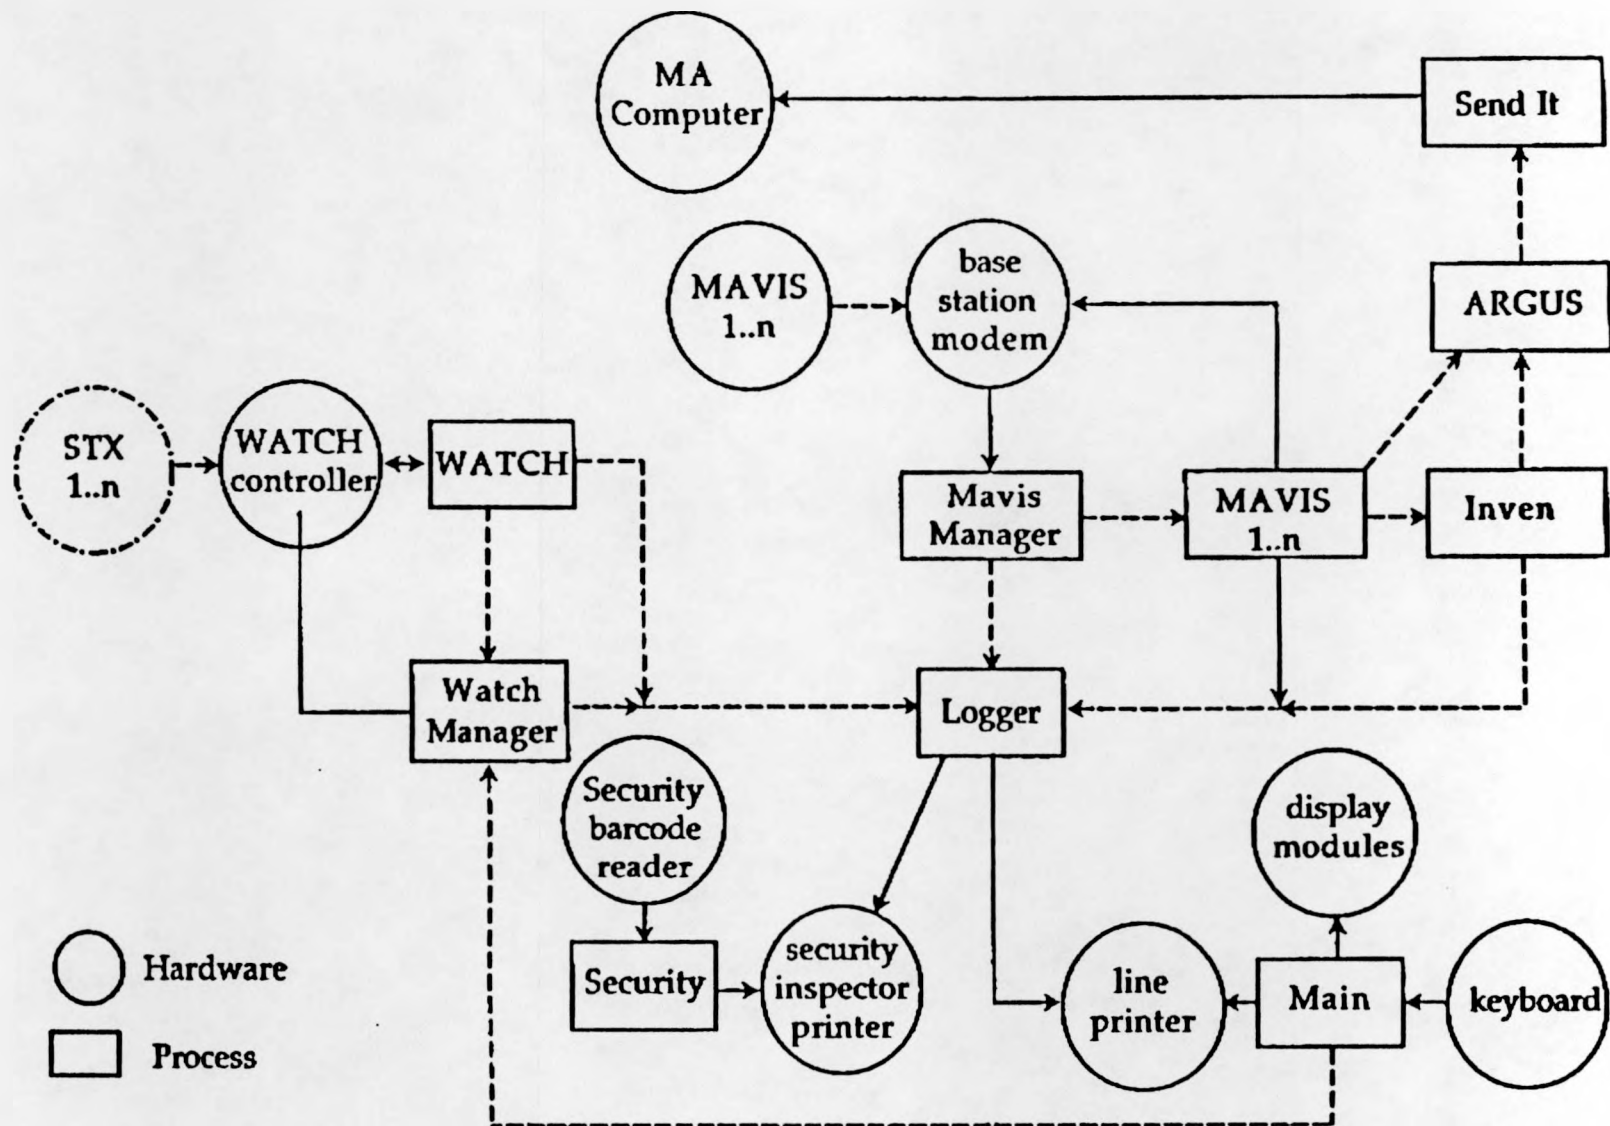 MA
Computer
Send It
MAVIS
1..n
base
station
modem
ARGUS
STX
1..n
WATCH
controller
WATCH
Mavis
Manager
MAVIS
1..n
Inven
Watch
Manager
Logger
Security
barcode
reader
display
modules
Hardware
Security
security
inspector
printer
line
printer
Main
keyboard
Process